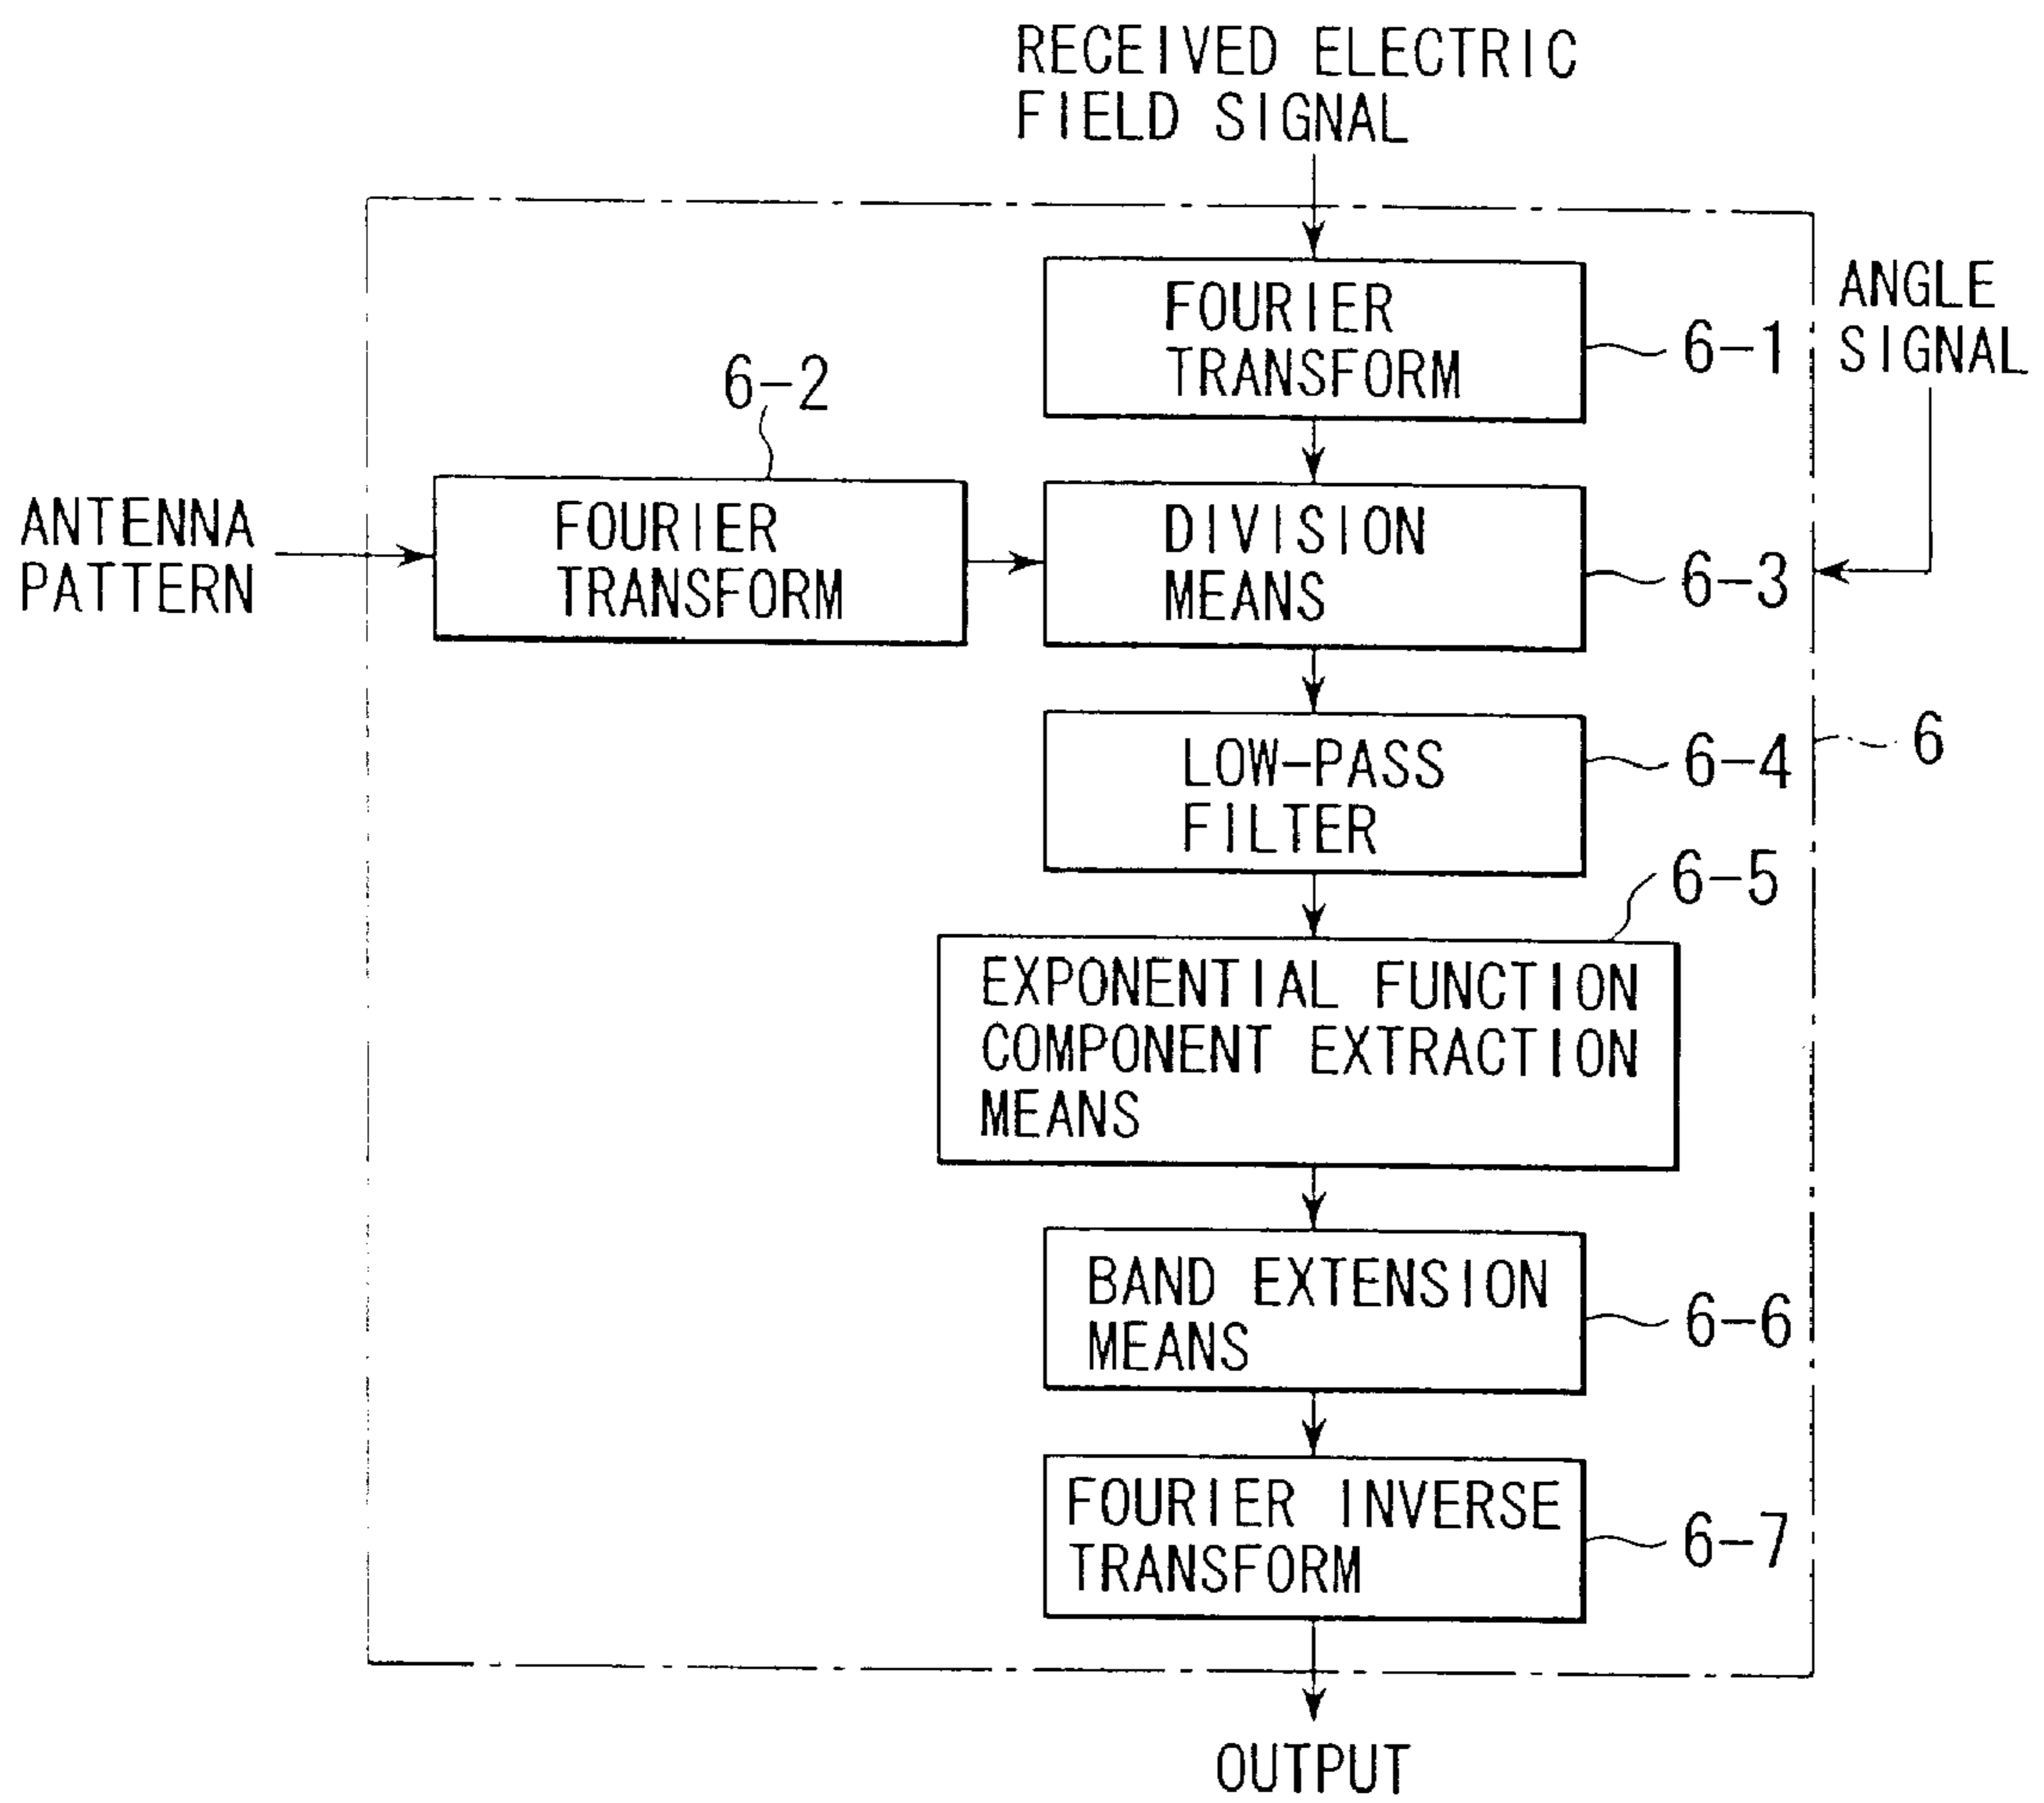 RECEIVED ELECTRIC
FIELD SIGNAL
FOURIER
TRANSFORM
6-1
ANGLE
SIGNAL
6-2
ANTENNA
PATTERN
FOURIER
TRANSFORM
DIVISION
MEANS
6-3
LOW-PASS
FILTER
6-4
6
6-5
EXPONENTIAL FUNCTION
COMPONENT EXTRACTION
MEANS
BAND EXTENSION
MEANS
6-6
FOURIER INVERSE
TRANSFORM
6-7
OUTPUT